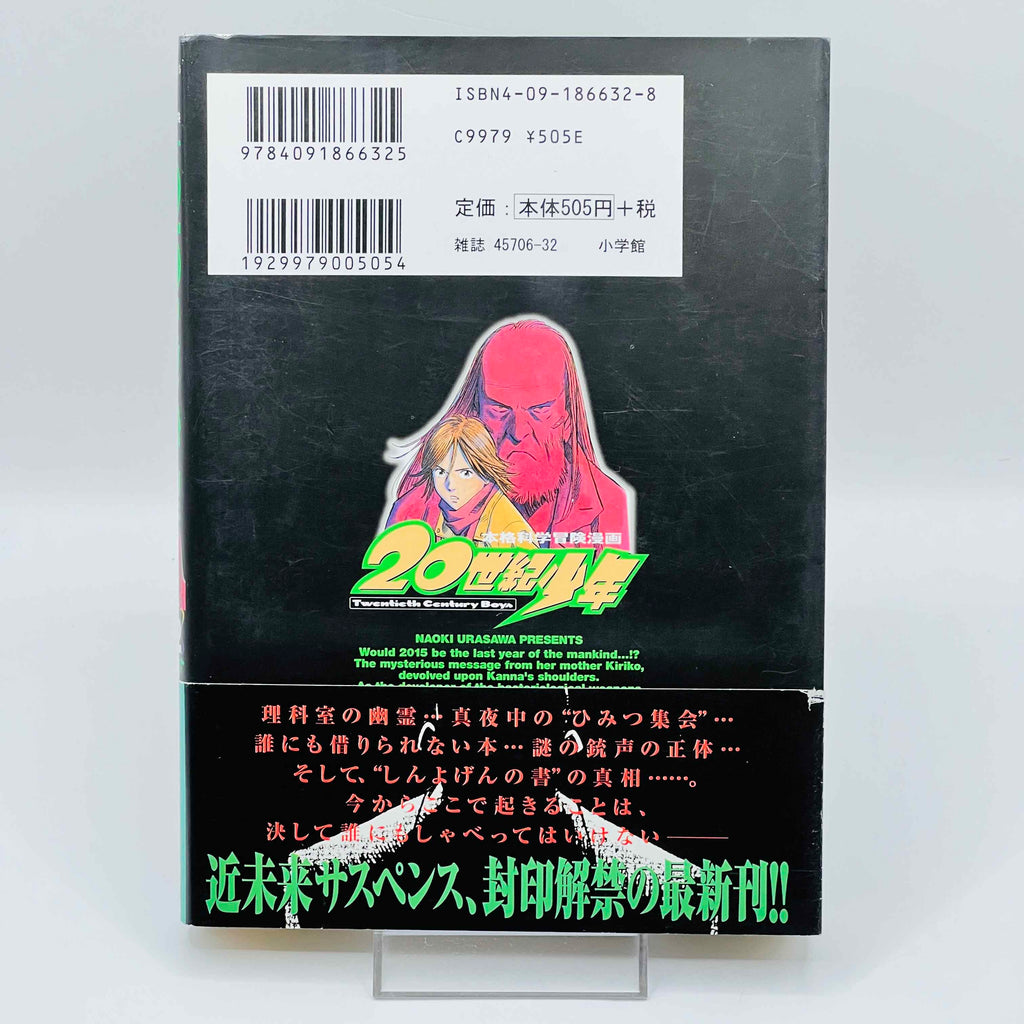 ISBN4-09-186632-8
9784091866325
C9979 ¥505E
定価：本体505円＋税
1929979005054
雑誌 45706-32 小学館
本格科学冒険漫画
20世紀少年
Twentieth Century Boys
NAOKI URASAWA PRESENTS
Would 2015 be the last year of the mankind...!?
The mysterious message from her mother Kiriko,
devolved upon Kanna's shoulders.
As the developer of the bacteriological weapons
理科室の幽霊…真夜中の“ひみつ集会”…
誰にも借りられない本…謎の銃声の正体…
そして、“しんよげんの書”の真相……。
今からここで起きることは、
決して誰にもしゃべってはいけない――
近未来サスペンス、封印解禁の最新刊!!